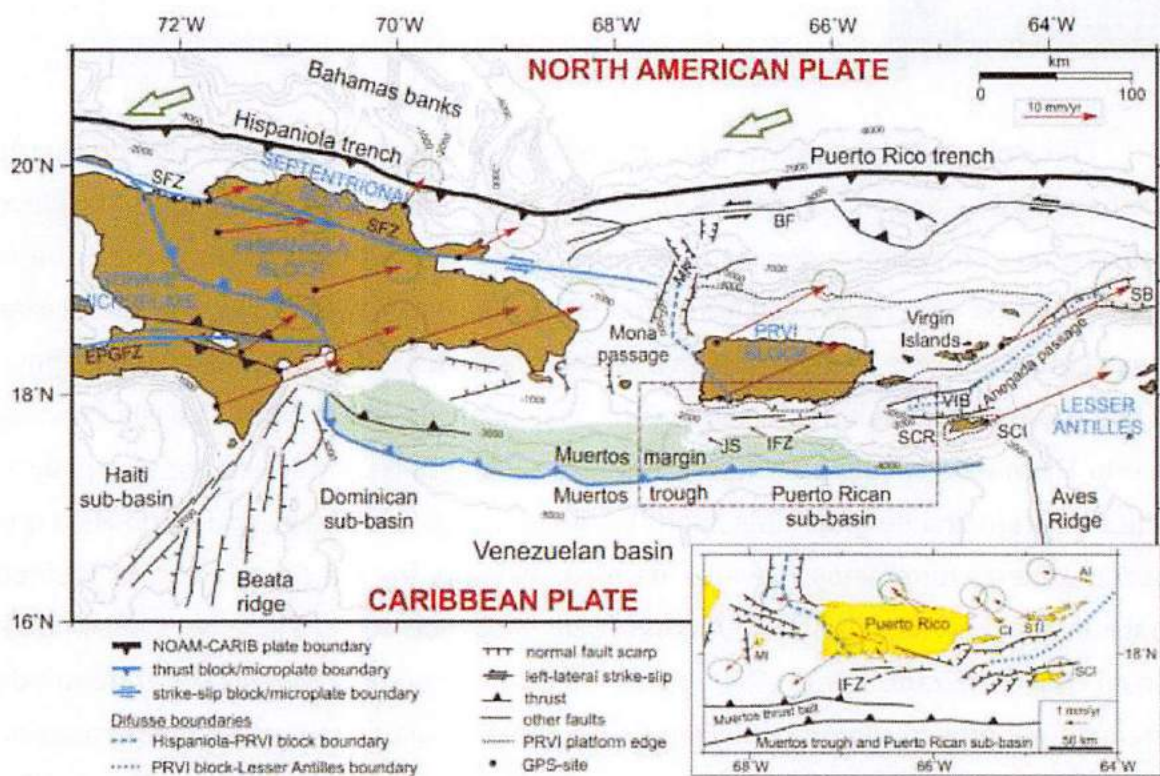 72°W 70°W 68°W 66°W 64°W
NORTH AMERICAN PLATE
km
0 100
10 mm/yr
Bahamas banks
Hispaniola trench
Puerto Rico trench
20°N
SFZ
SEPTENTRIONAL
BF
SFZ
HISPANIOLA
BLOCK
MR
SB
Mona
passage
PRVI
BLOCK
Virgin
Islands
Anegada passage
EPGFZ
18°N
VIB
LESSER
ANTILLES
SCR
SCI
JS
IFZ
Muertos margin
Muertos trough
Haiti
sub-basin
Dominican
sub-basin
Puerto Rican
sub-basin
Aves
Ridge
Venezuelan basin
Beata
ridge
16°N
CARIBBEAN PLATE
NOAM-CARIB plate boundary
thrust block/microplate boundary
strike-slip block/microplate boundary
Difusse boundaries
Hispaniola-PRVI block boundary
PRVI block-Lesser Antilles boundary
normal fault scarp
left-lateral strike-slip
thrust
other faults
PRVI platform edge
GPS-site
AI
Puerto Rico
CI
STI
MI
18°N
SCI
IFZ
Muertos thrust belt
1 mm/yr
50 km
Muertos trough and Puerto Rican sub-basin
68°W 66°W 64°W